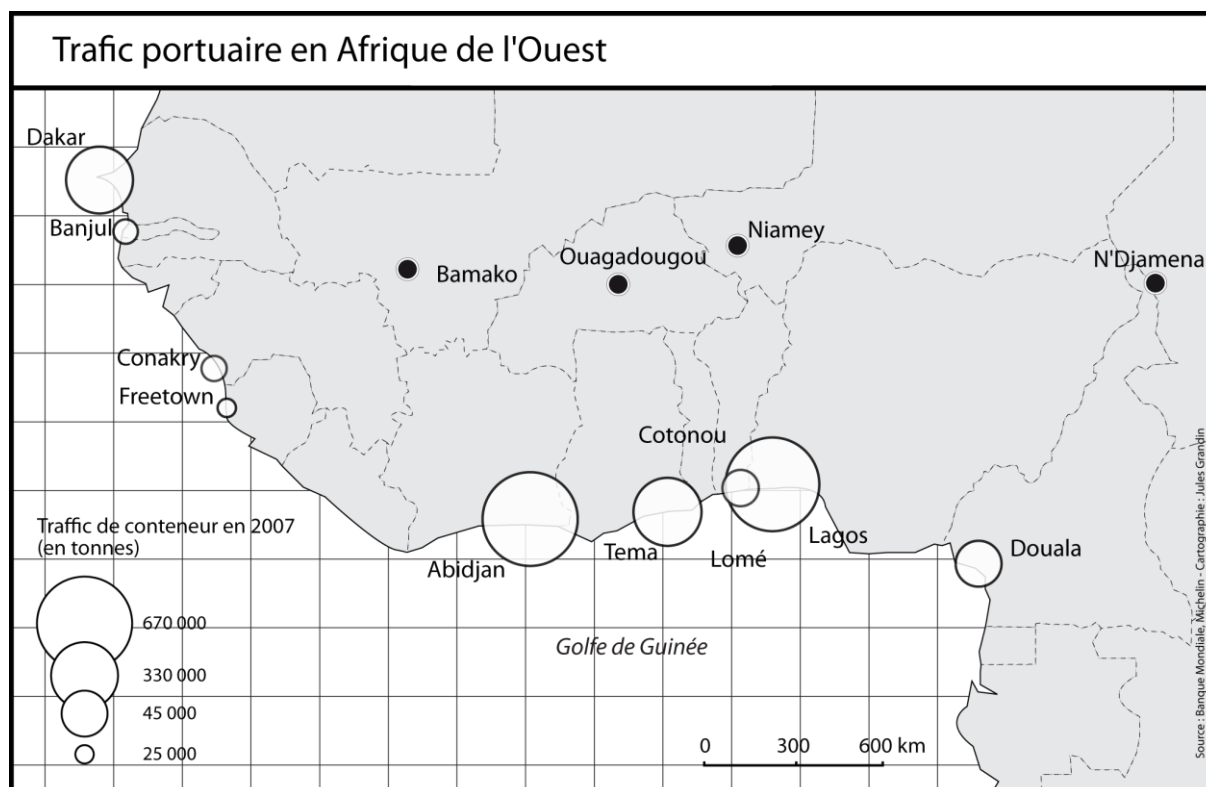 Trafic portuaire en Afrique de l'Ouest
Dakar
Banjul
Niamey
Ouagadougou
Bamako
N'Djamena
Conakry
Freetown
Cotonou
Traffic de conteneur en 2007
(en tonnes)
Abidjan
Tema
Lomé
Lagos
Douala
670 000
330 000
45 000
25 000
Golfe de Guinée
0 300 600 km
Source : Banque Mondiale, Michelin - Cartographie : Jules Grandin